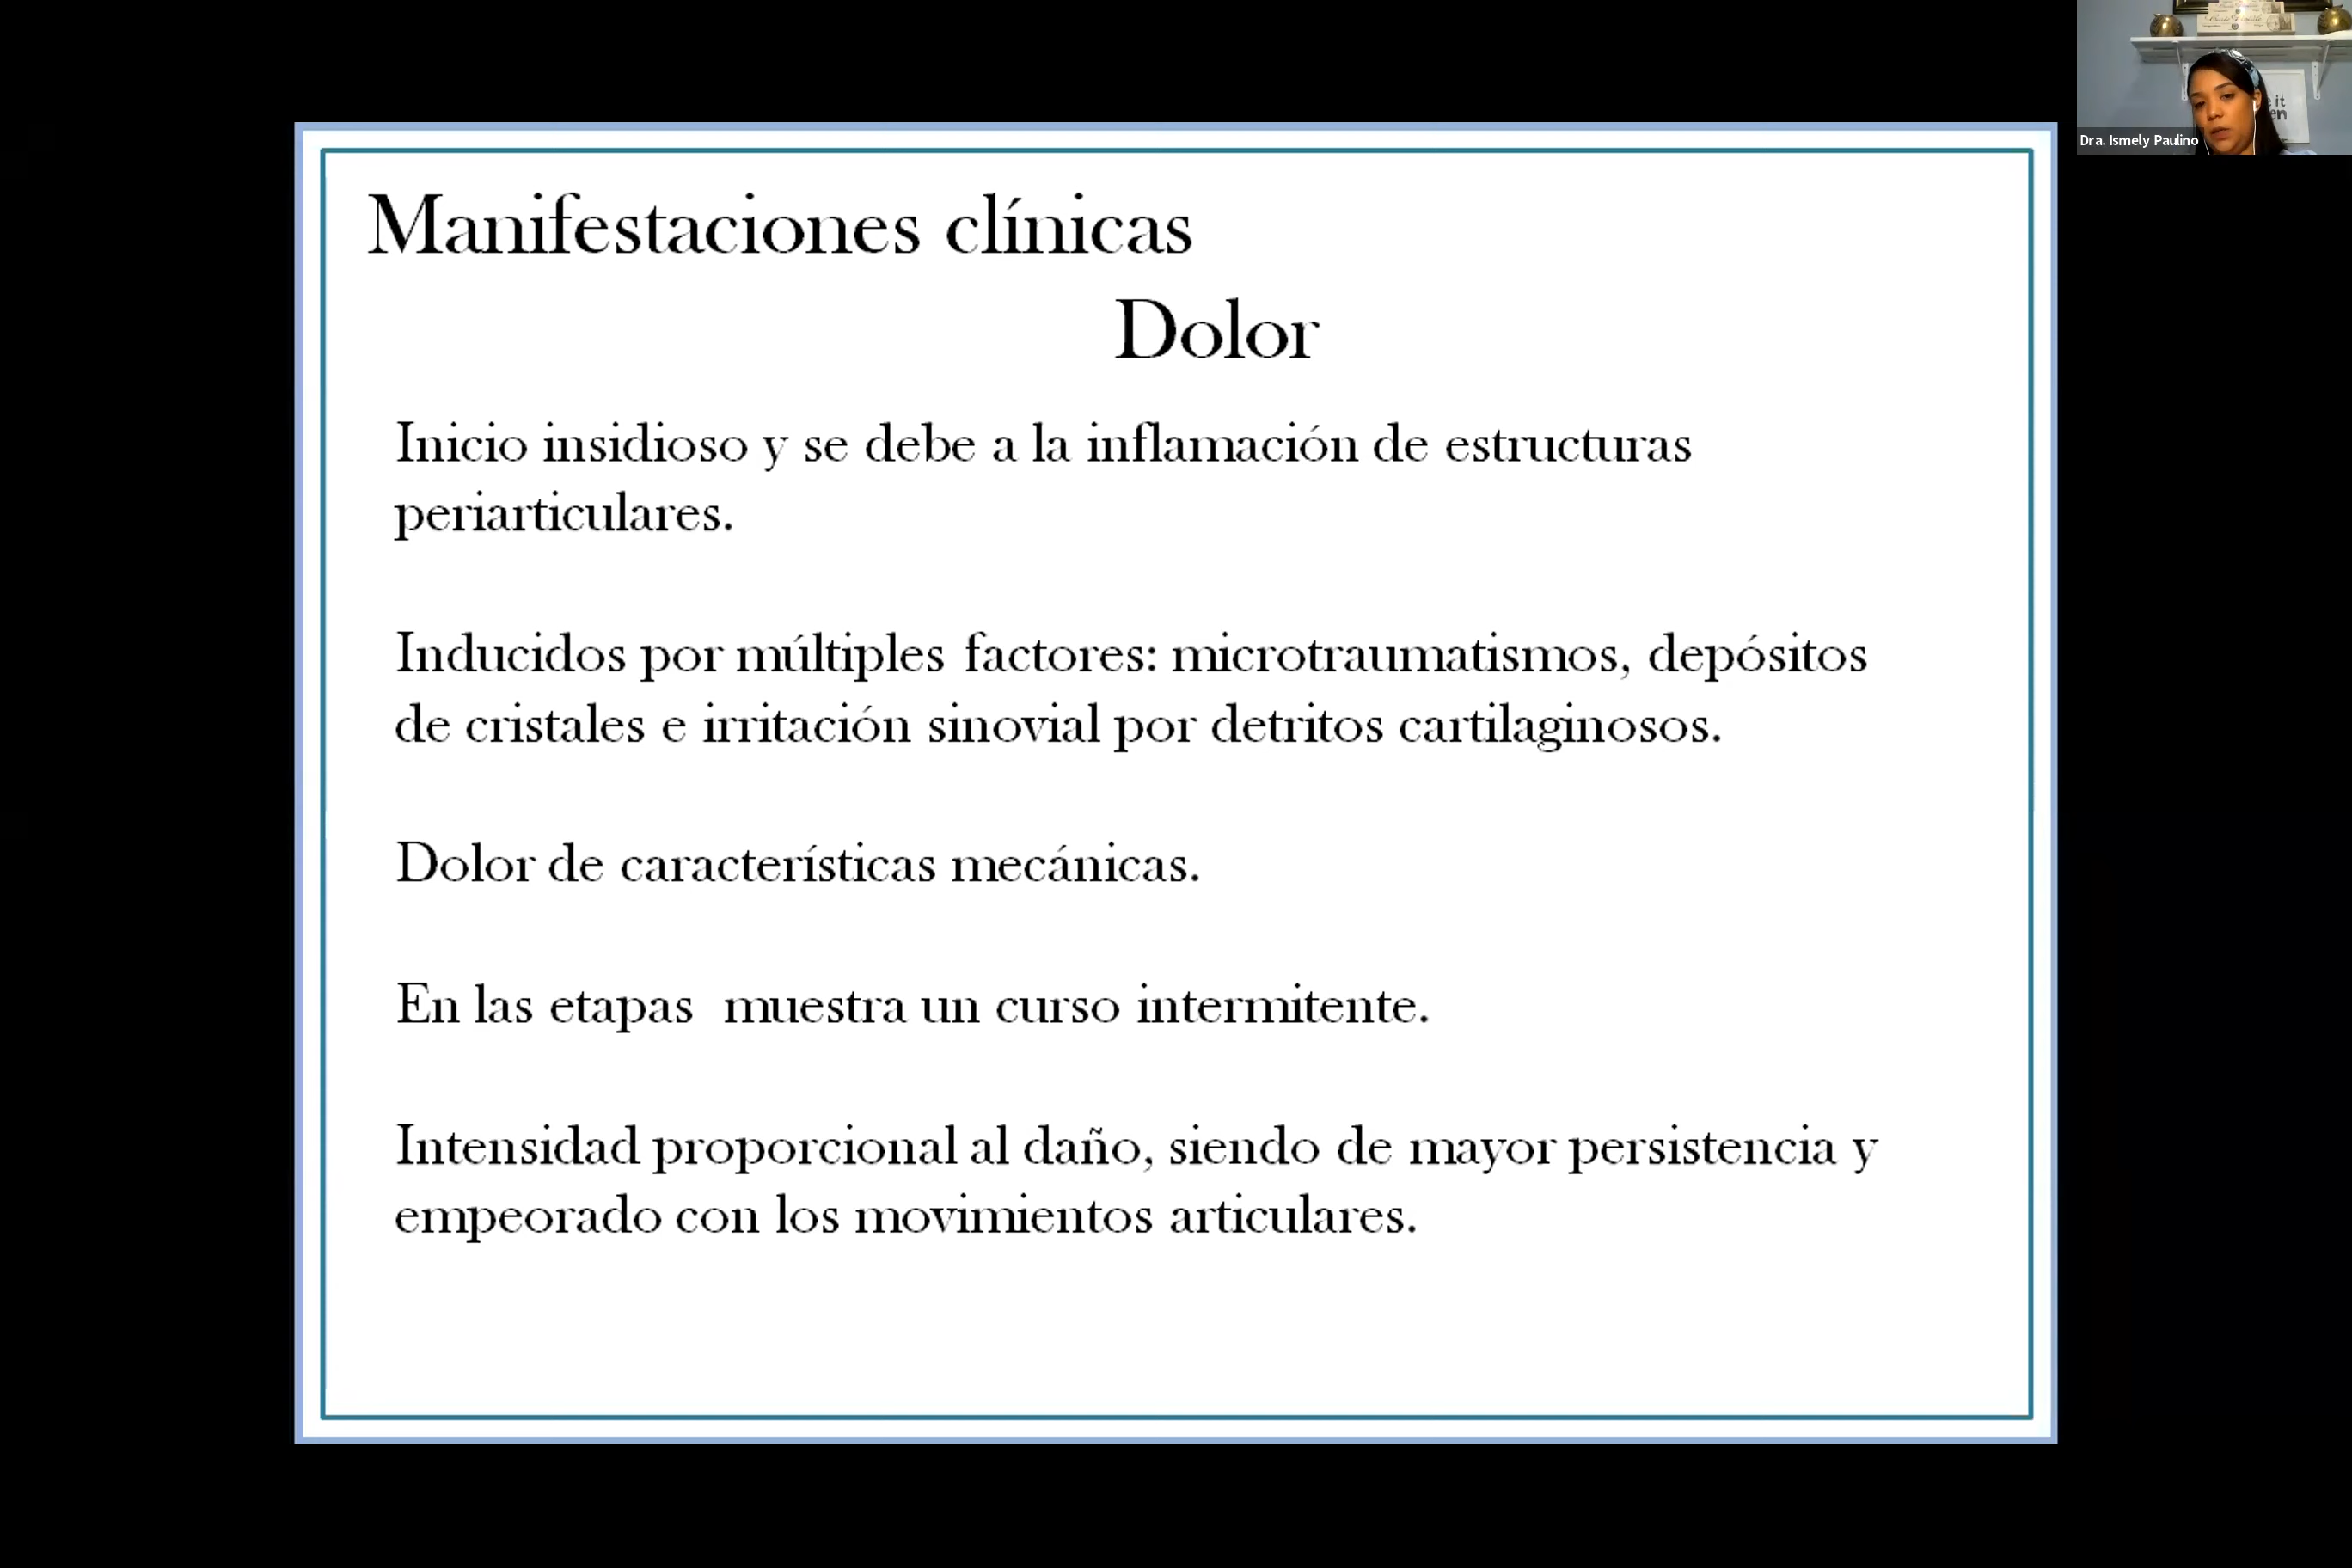 Manifestaciones clínicas
Dolor
Inicio insidioso y se debe a la inflamación de estructuras
periarticulares.
Inducidos por múltiples factores: microtraumatismos, depósitos
de cristales e irritación sinovial por detritos cartilaginosos.
Dolor de características mecánicas.
En las etapas  muestra un curso intermitente.
Intensidad proporcional al daño, siendo de mayor persistencia y
empeorado con los movimientos articulares.
it
Dra. Ismely Paulino